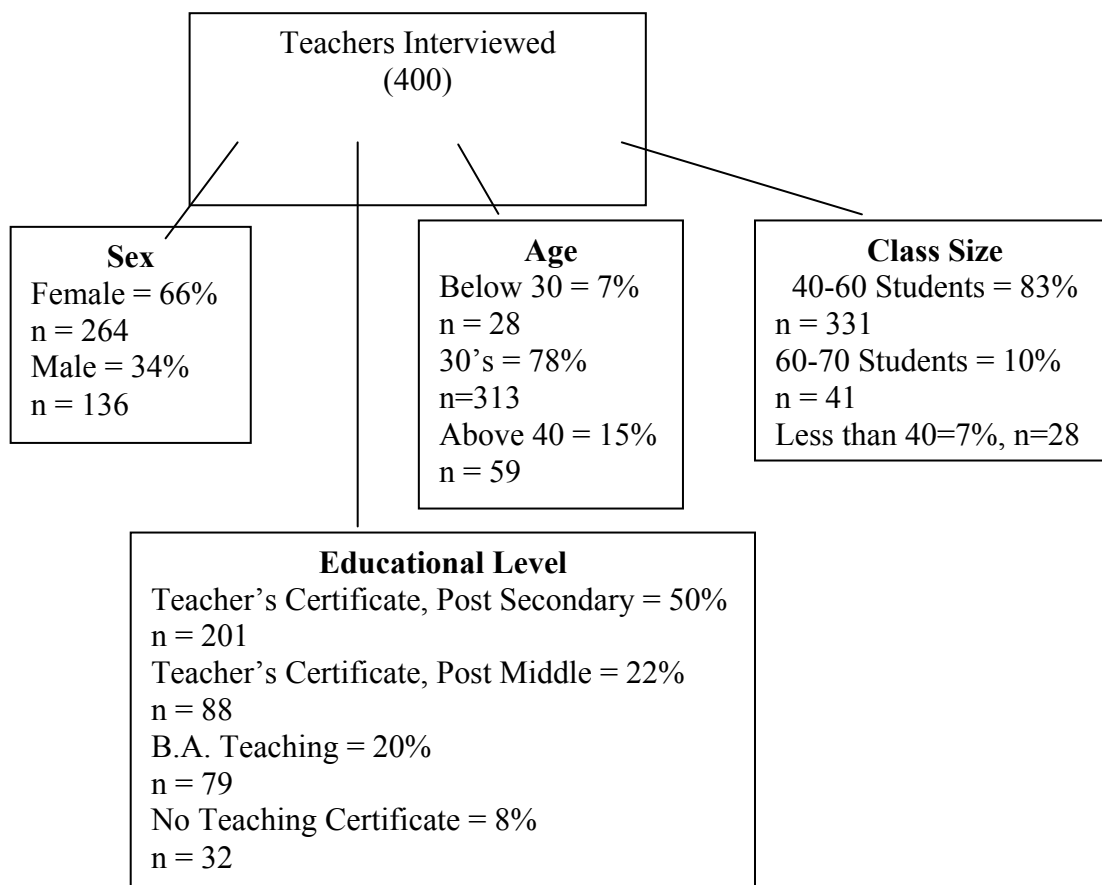 Teachers Interviewed
(400)
Sex
Female = 66%
n = 264
Male = 34%
n = 136
Age
Below 30 = 7%
n = 28
30’s = 78%
n=313
Above 40 = 15%
n = 59
Class Size
40-60 Students = 83%
n = 331
60-70 Students = 10%
n = 41
Less than 40=7%, n=28
Educational Level
Teacher’s Certificate, Post Secondary = 50%
n = 201
Teacher’s Certificate, Post Middle = 22%
n = 88
B.A. Teaching = 20%
n = 79
No Teaching Certificate = 8%
n = 32